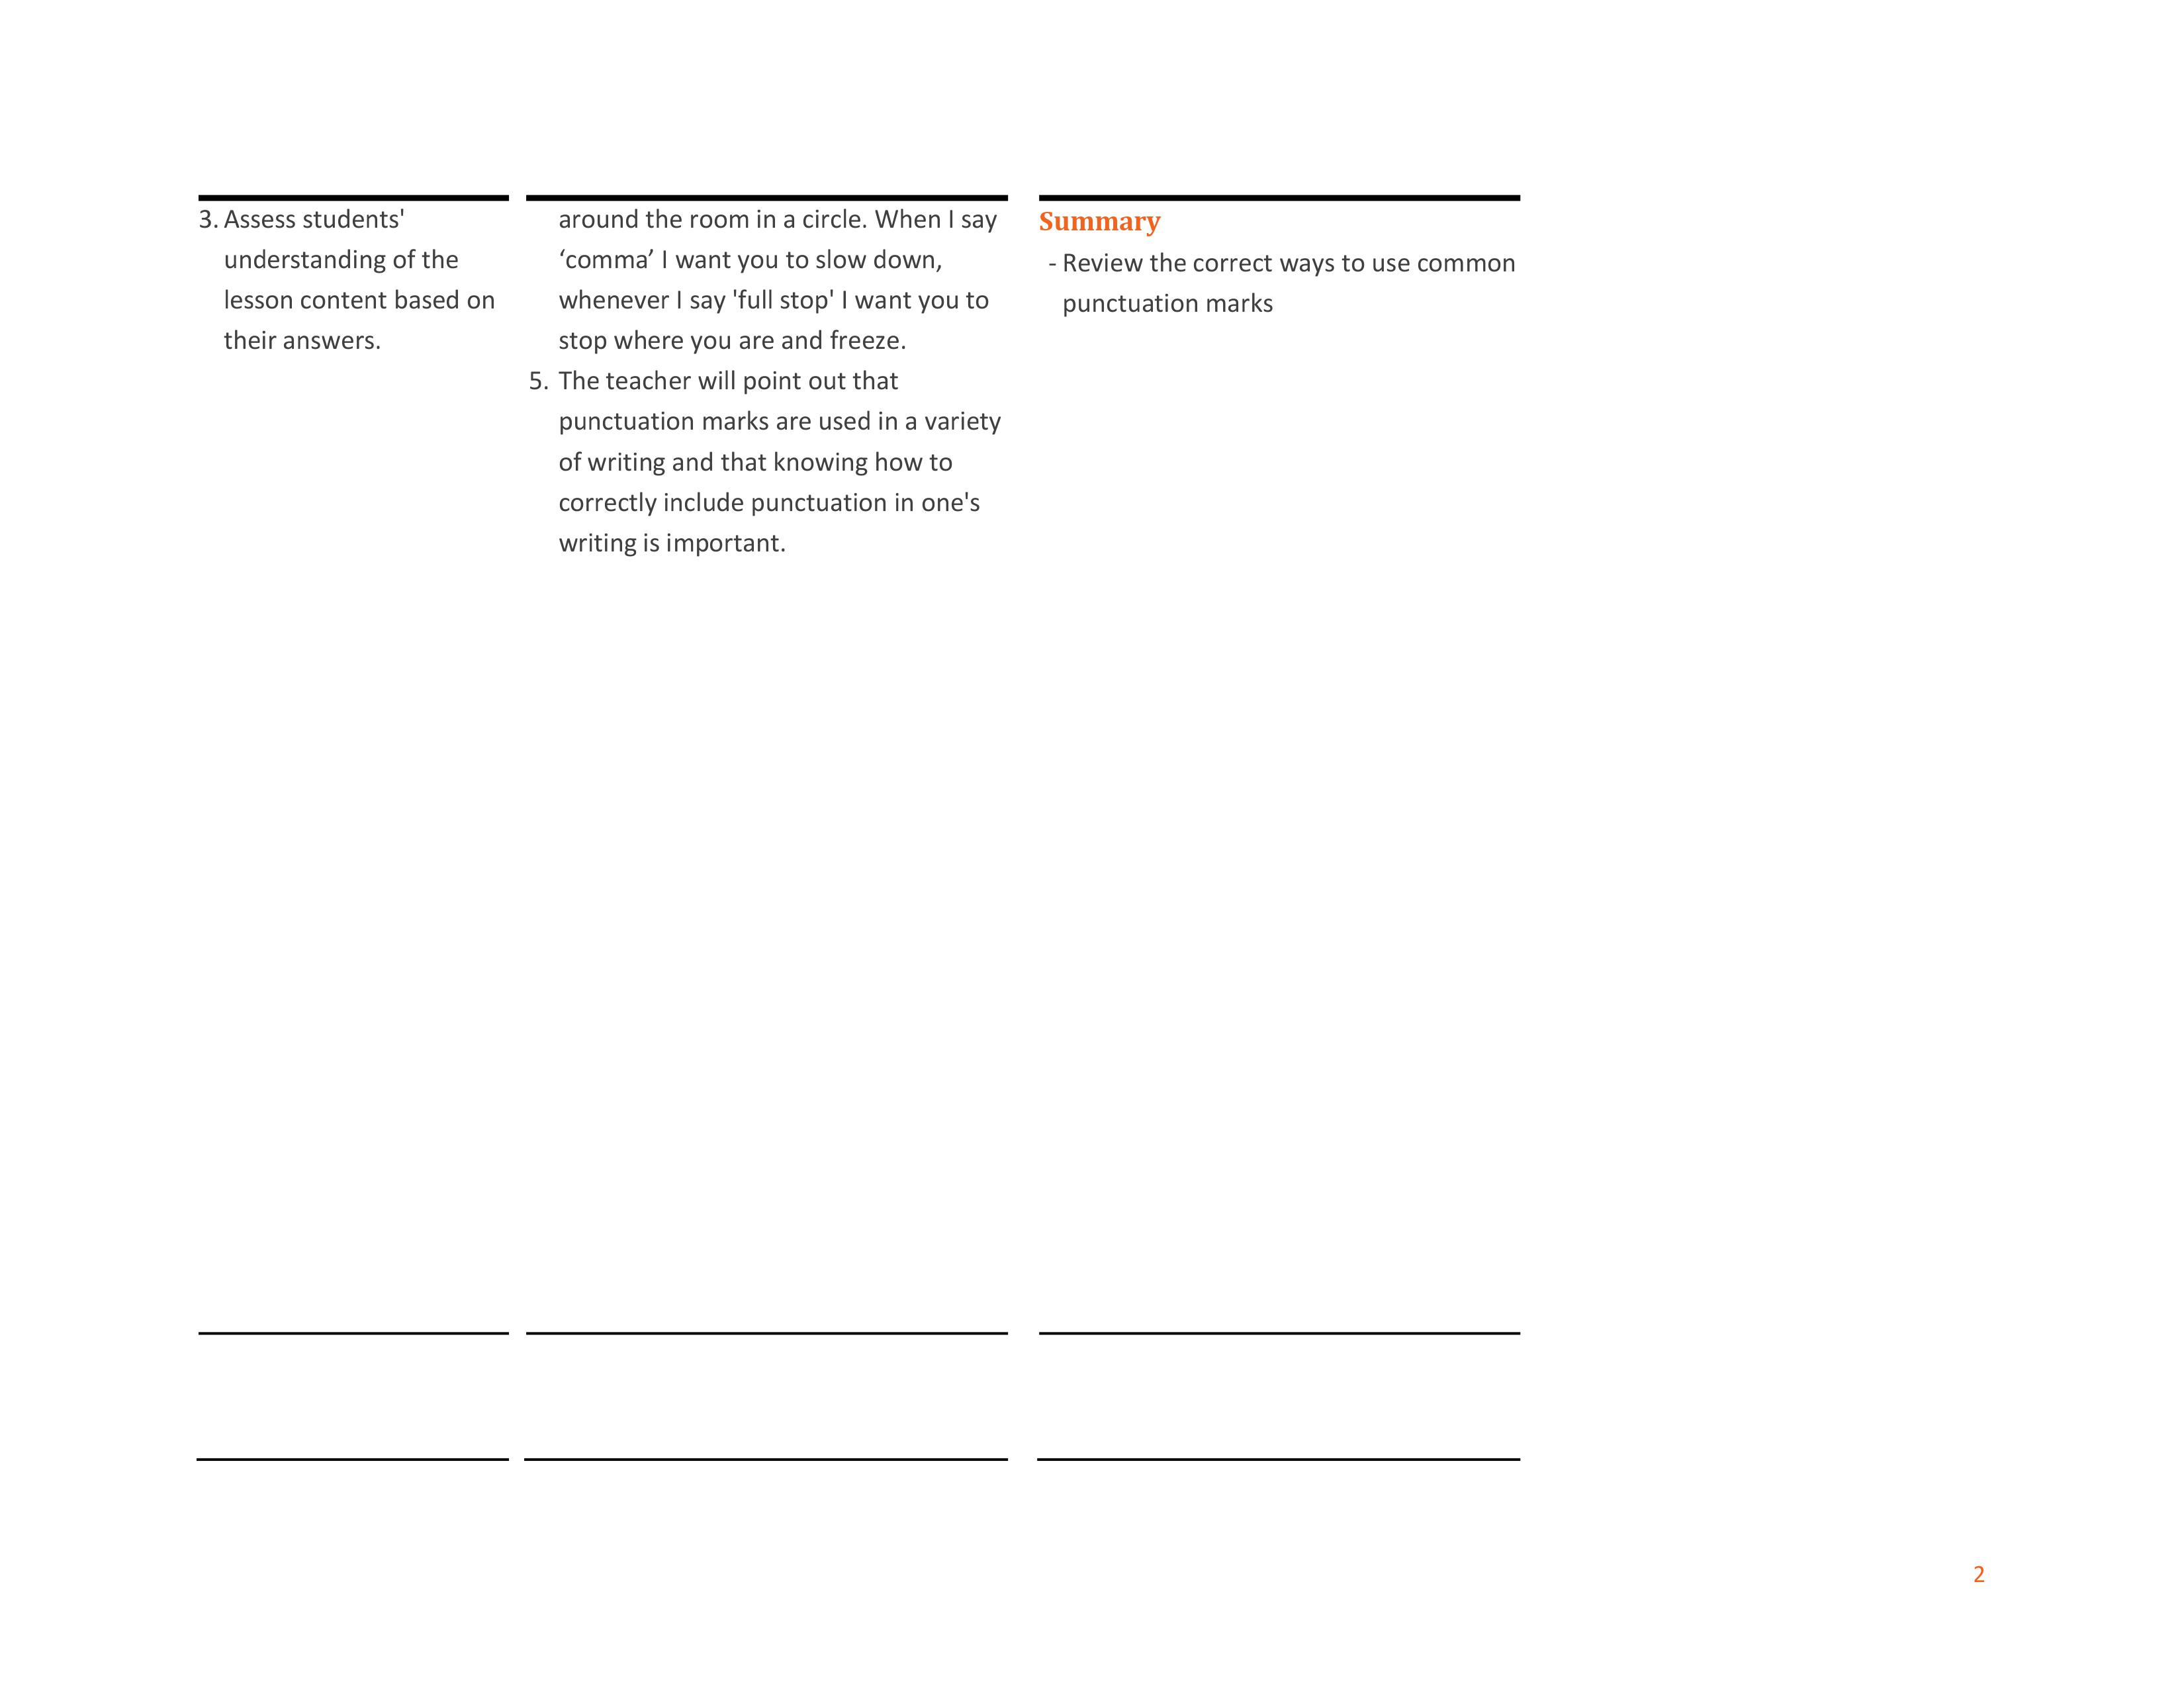 3. Assess students'
understanding of the
lesson content based on
their answers.
around the room in a circle. When I say
‘comma’ I want you to slow down,
whenever I say 'full stop' I want you to
stop where you are and freeze.
5. The teacher will point out that
punctuation marks are used in a variety
of writing and that knowing how to
correctly include punctuation in one's
writing is important.
Summary
- Review the correct ways to use common
punctuation marks
2